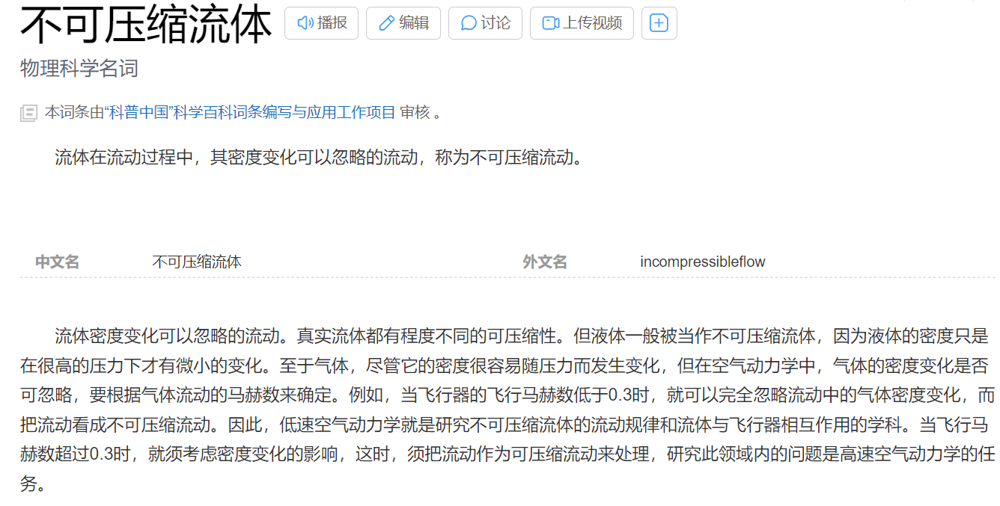 不可压缩流体 播报 编辑 讨论 上传视频
物理科学名词
本词条由“科普中国”科学百科词条编写与应用工作项目 审核 。
流体在流动过程中，其密度变化可以忽略的流动，称为不可压缩流动。
中文名 不可压缩流体 外文名 incompressibleflow
流体密度变化可以忽略的流动。真实流体都有程度不同的可压缩性。但液体一般被当作不可压缩流体，因为液体的密度只是
在很高的压力下才有微小的变化。至于气体，尽管它的密度很容易随压力而发生变化，但在空气动力学中，气体的密度变化是否
可忽略，要根据气体流动的马赫数来确定。例如，当飞行器的飞行马赫数低于0.3时，就可以完全忽略流动中的气体密度变化，而
把流动看成不可压缩流动。因此，低速空气动力学就是研究不可压缩流体的流动规律和流体与飞行器相互作用的学科。当飞行马
赫数超过0.3时，就须考虑密度变化的影响，这时，须把流动作为可压缩流动来处理，研究此领域内的问题是高速空气动力学的任
务。